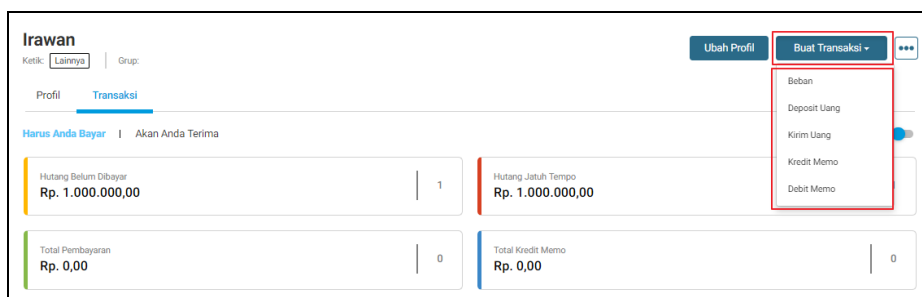 Irawan
Ubah Profil
Buat Transaksi
Ketik: Lainnya Grup:
Beban
Profil Transaksi
Deposit Uang
Harus Anda Bayar | Akan Anda Terima
Kirim Uang
Kredit Memo
Debit Memo
Hutang Belum Dibayar
Rp. 1.000.000,00
1
Hutang Jatuh Tempo
Rp. 1.000.000,00
Total Pembayaran
Rp. 0,00
0
Total Kredit Memo
Rp. 0,00
0